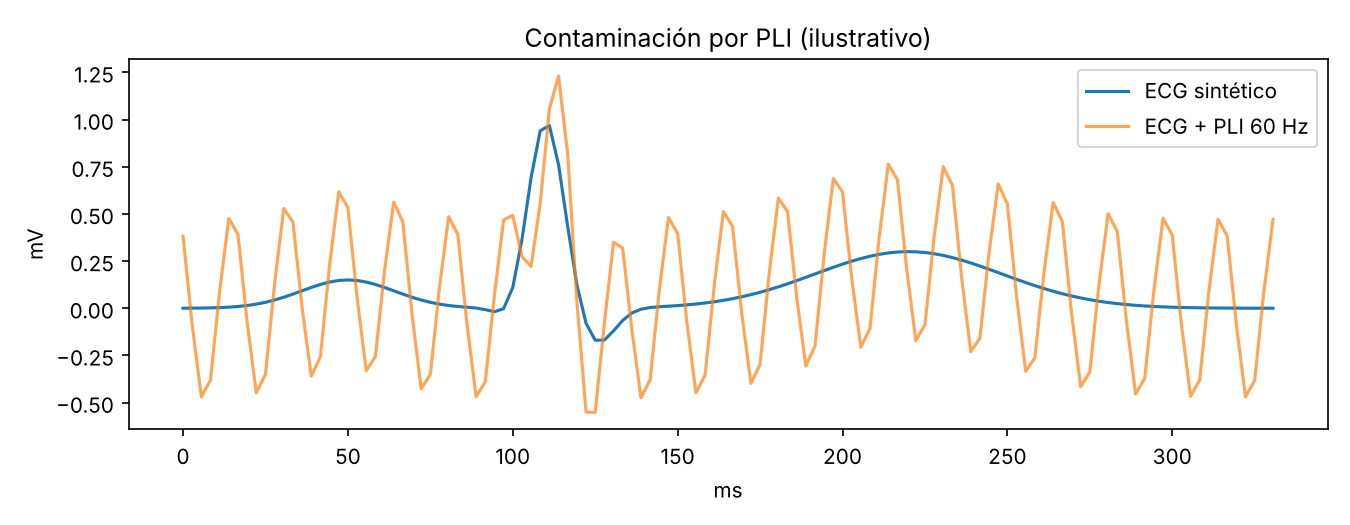 Contaminación por PLI (ilustrativo)
ECG sintético
ECG + PLI 60 Hz
1.25
1.00
0.75
0.50
0.25
0.00
−0.25
−0.50
mV
0 50 100 150 200 250 300
ms